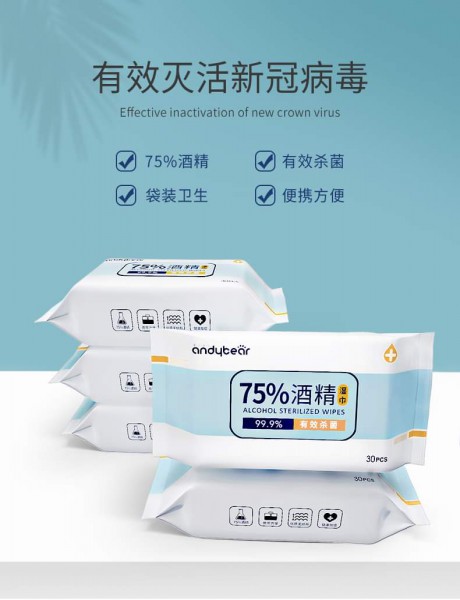 有效灭活新冠病毒
Effective inactivation of new crown virus
75%酒精 有效杀菌
袋装卫生 便携方便
andybear
75%酒精
湿巾
ALCOHOL STERILIZED WIPES
99.9% 有效杀菌
30PCS
75%酒精
30PCS